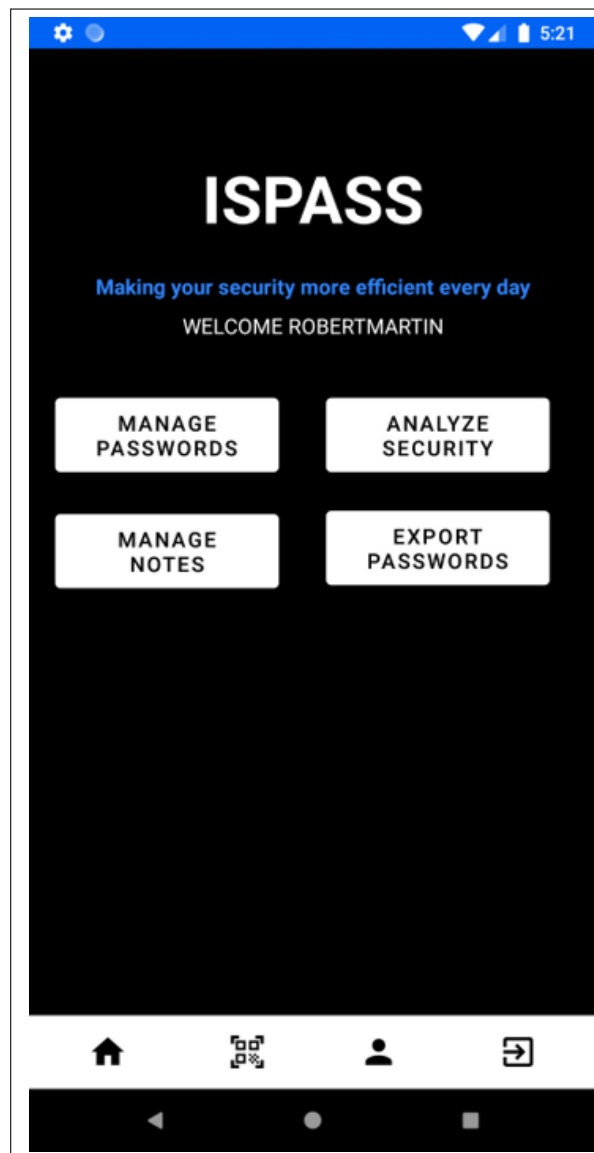 5:21
ISPASS
Making your security more efficient every day
WELCOME ROBERTMARTIN
MANAGE
PASSWORDS
ANALYZE
SECURITY
MANAGE
NOTES
EXPORT
PASSWORDS